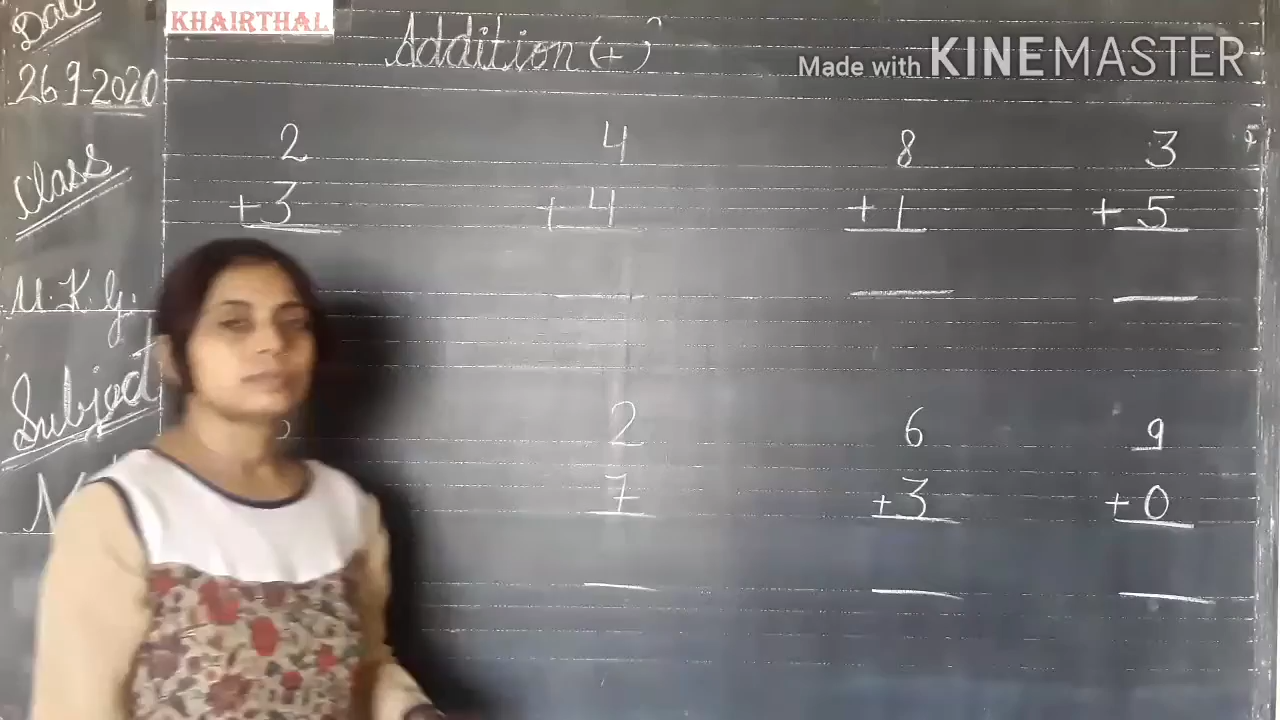 Date
26 9-2020
Class
U.K.G.
Subject
KHAIRTHAL
Addition (+)
Made with KINEMASTER
2 4 8 3
+3 +4 +1 +5
2 6 9
7 +3 +0